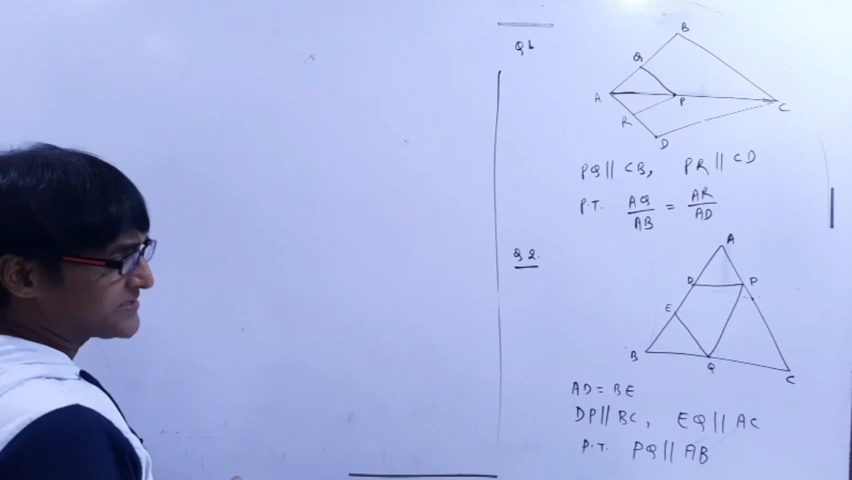 Q1
B
Q
A
P
C
R
D
PQ || CB, PR || CD
P.T. AQ/AB = AR/AD
Q2.
A
D P
E
B
Q
C
AD = BE
DP || BC, EQ || AC
P.T. PQ || AB